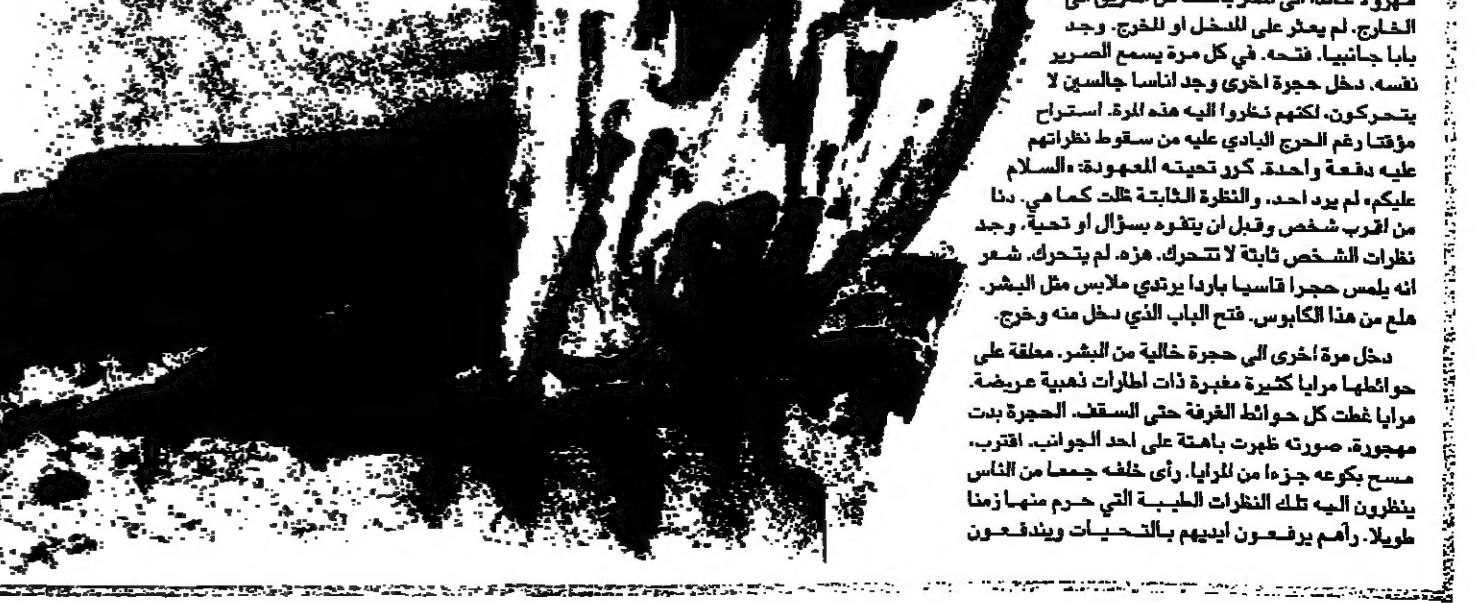 الخارج. لم يعثر على المدخل او المخرج. وجد
بابا جانبيا. فتحه. في كل مرة يسمع الصرير
نفسه. دخل حجرة اخرى وجد اناسا جالسين لا
يتحركون، لكنهم نظروا اليه هذه المرة. استراح
مؤقتا رغم الحرج البادي عليه من سقوط نظراتهم
عليه دفعة واحدة. كرر تحيته المعهودة: «السلام
عليكم» لم يرد احد، والنظرة الثابتة ظلت كما هي. دنا
من اقرب شخص وقبل ان يتفوه بسؤال او تحية، وجد
نظرات الشخص ثابتة لا تتحرك. هزه. لم يتحرك. شعر
انه يلمس حجرا قاسيا باردا يرتدي ملابس مثل البشر.
هلع من هذا الكابوس. فتح الباب الذي دخل منه وخرج.
دخل مرة أخرى الى حجرة خالية من البشر. معلقة على
حوائطها مرايا كثيرة مغبرة ذات اطارات ذهبية عريضة.
مرايا غطت كل حوائط الغرفة حتى السقف. الحجرة بدت
مهجورة. صورته ظهرت باهتة على احد الجوانب. اقترب.
مسح بكوعه جزءا من المرايا. رأى خلفه جمعا من الناس
ينظرون اليه تلك النظرات الطيبة التي حرم منها زمنا
طويلا. رآهم يرفعون أيديهم بالتحيات ويندفعون